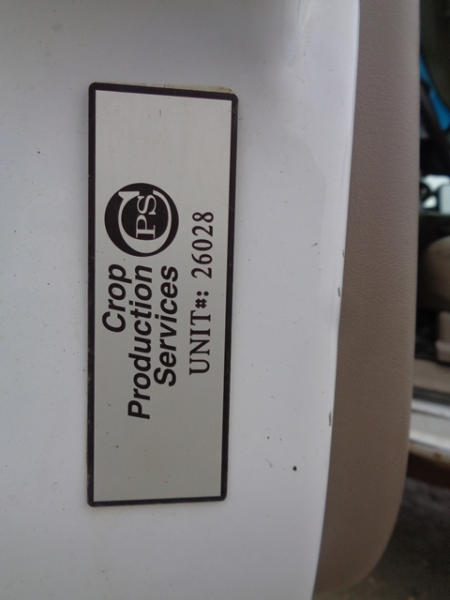 CPS
Crop
Production
Services
UNIT#: 26028